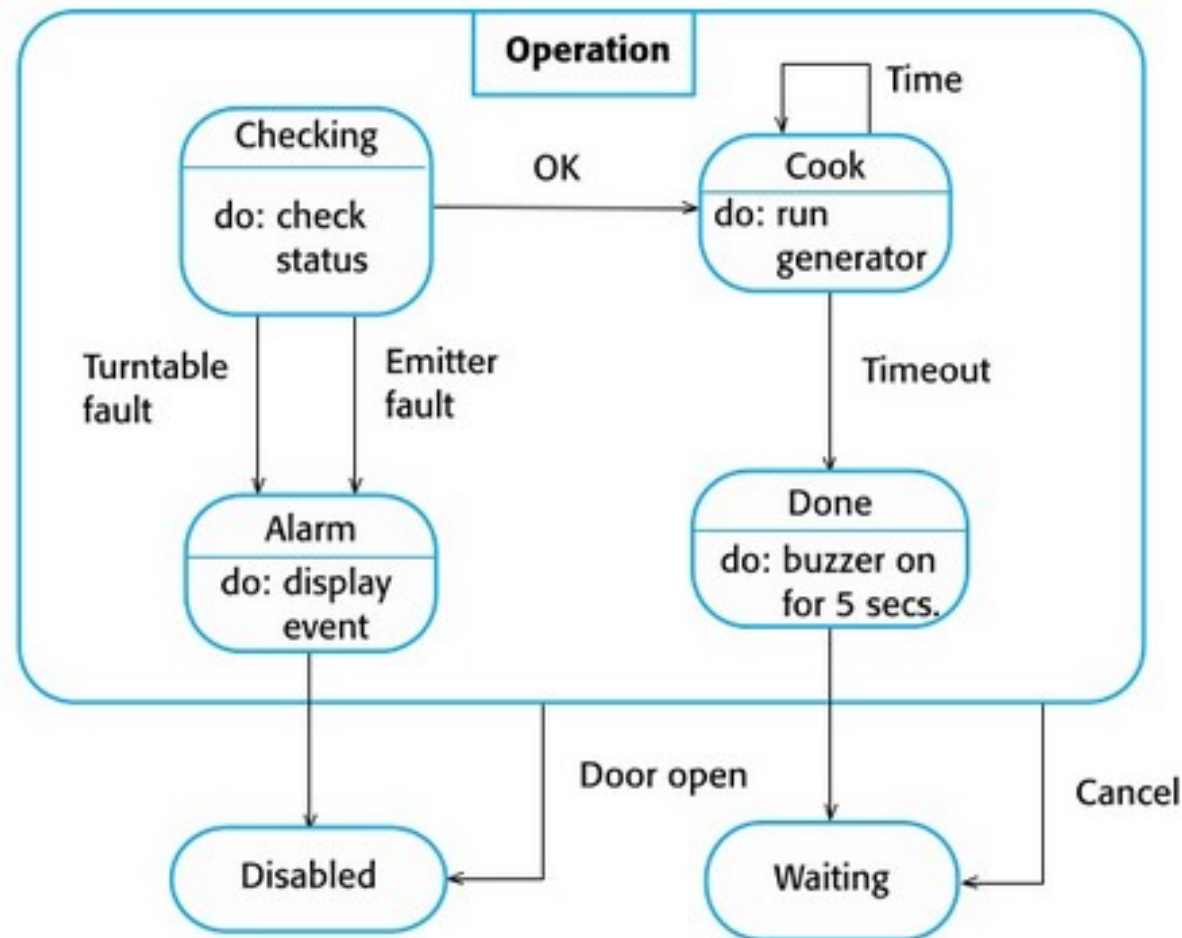 Operation
Time
Checking
do: check
status
OK
Cook
do: run
generator
Turntable
fault
Emitter
fault
Timeout
Alarm
do: display
event
Done
do: buzzer on
for 5 secs.
Door open
Cancel
Disabled
Waiting